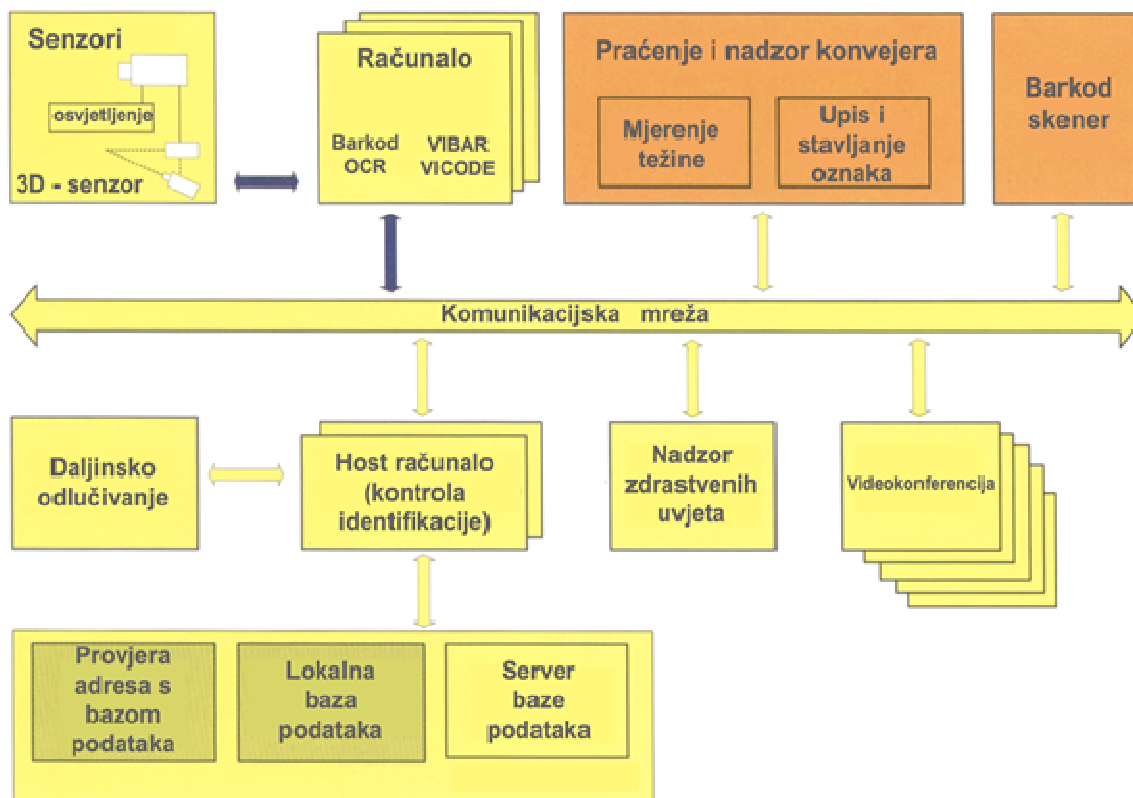 Senzori
osvjetljenje
3D - senzor
Računalo
Barkod
OCR
VIBAR
VICODE
Praćenje i nadzor konvejera
Mjerenje
težine
Upis i
stavljanje
oznaka
Barkod
skener
Komunikacijska mreža
Daljinsko
odlučivanje
Host računalo
(kontrola
identifikacije)
Nadzor
zdrastvenih
uvjeta
Videokonferencija
Provjera
adresa s
bazom
podataka
Lokalna
baza
podataka
Server
baze
podataka